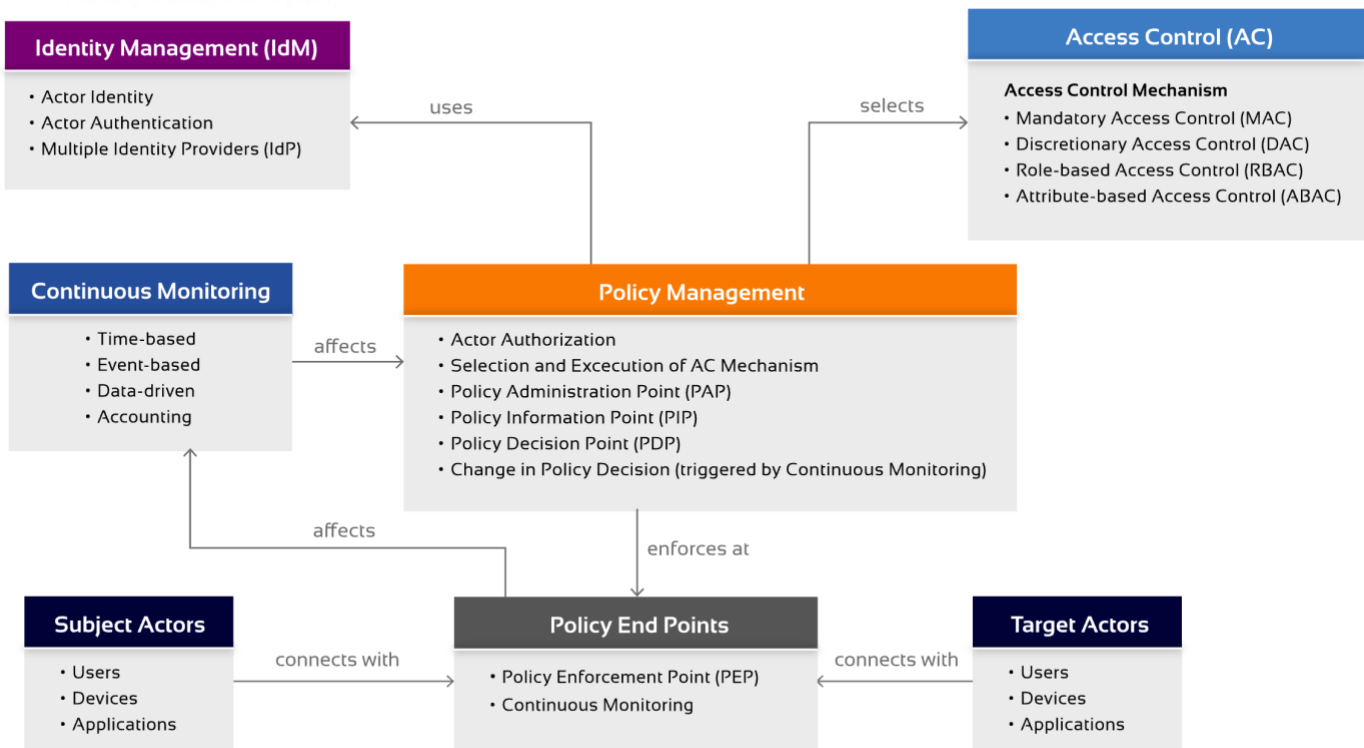 Identity Management (IdM)
• Actor Identity
• Actor Authentication
• Multiple Identity Providers (IdP)
uses
selects
Access Control (AC)
Access Control Mechanism
• Mandatory Access Control (MAC)
• Discretionary Access Control (DAC)
• Role-based Access Control (RBAC)
• Attribute-based Access Control (ABAC)
Continuous Monitoring
• Time-based
• Event-based
• Data-driven
• Accounting
affects
Policy Management
• Actor Authorization
• Selection and Excecution of AC Mechanism
• Policy Administration Point (PAP)
• Policy Information Point (PIP)
• Policy Decision Point (PDP)
• Change in Policy Decision (triggered by Continuous Monitoring)
affects
enforces at
Subject Actors
• Users
• Devices
• Applications
connects with
Policy End Points
• Policy Enforcement Point (PEP)
• Continuous Monitoring
connects with
Target Actors
• Users
• Devices
• Applications